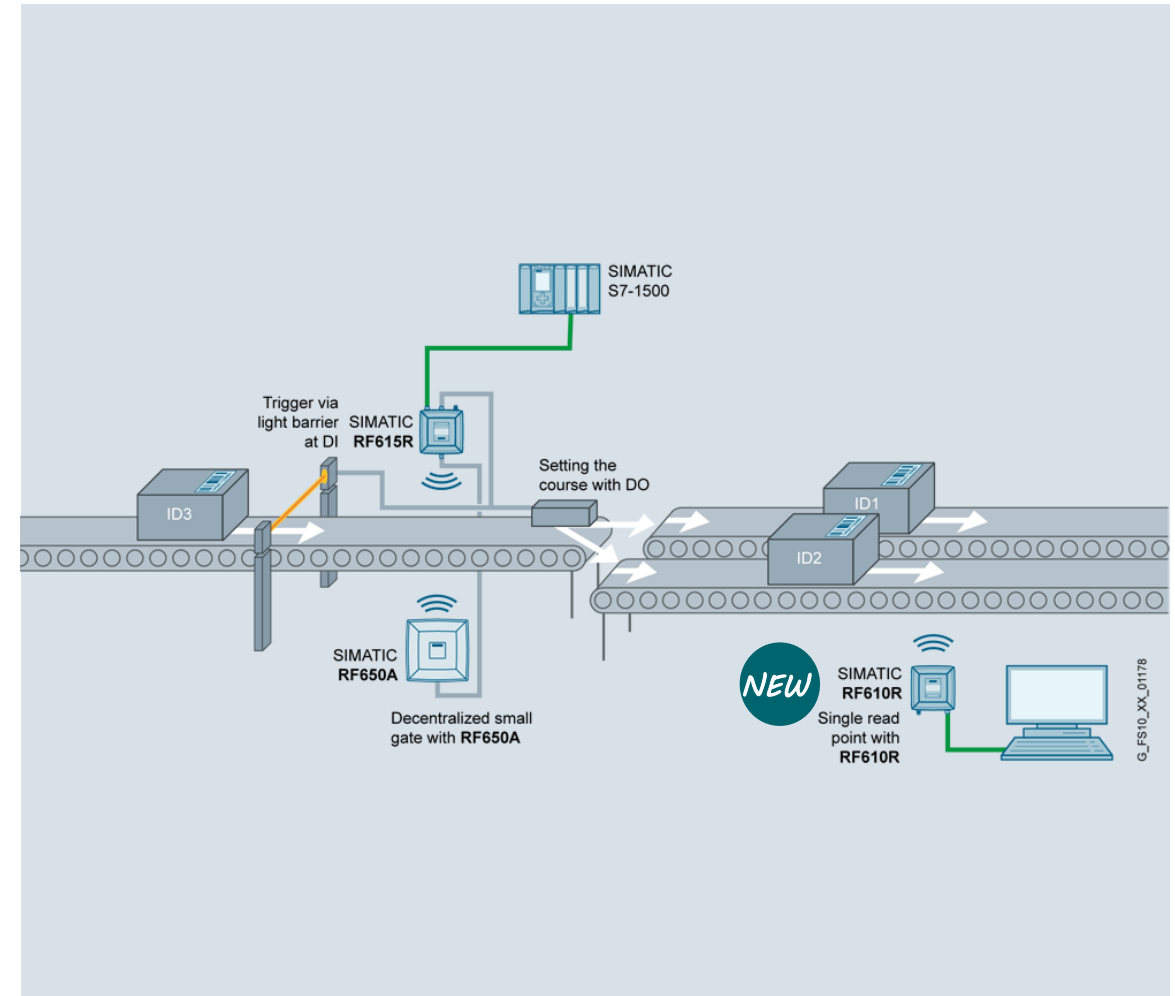 SIMATIC
S7-1500
Trigger via
light barrier
at DI
SIMATIC
RF615R
Setting the
course with DO
ID3
ID1
ID2
SIMATIC
RF650A
Decentralized small
gate with RF650A
NEW
SIMATIC
RF610R
Single read
point with
RF610R
G_FS10_XX_01178